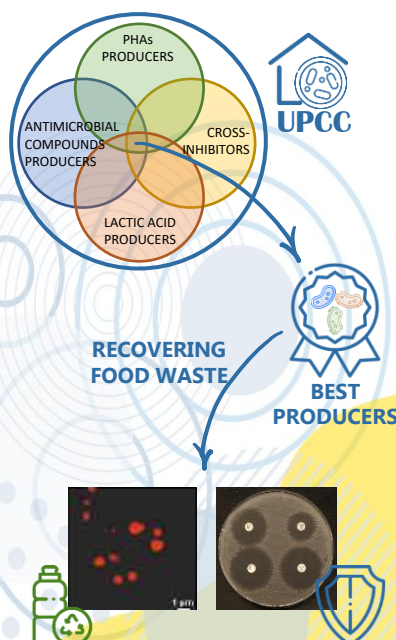 PHAs
PRODUCERS
UPCC
ANTIMICROBIAL
COMPOUNDS
PRODUCERS
CROSS-
INHIBITORS
LACTIC ACID
PRODUCERS
RECOVERING
FOOD WASTE
BEST
PRODUCERS
1 µm